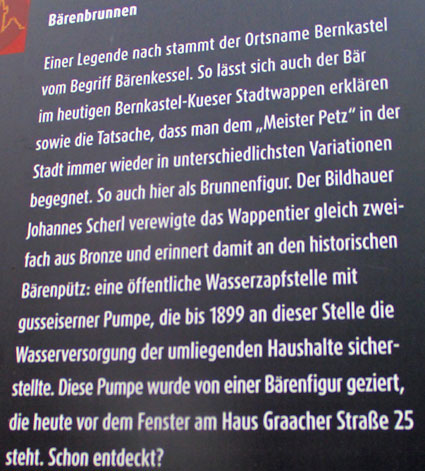 Bärenbrunnen
Einer Legende nach stammt der Ortsname Bernkastel
vom Begriff Bärenkessel. So lässt sich auch der Bär
im heutigen Bernkastel-Kueser Stadtwappen erklären
sowie die Tatsache, dass man dem „Meister Petz“ in der
Stadt immer wieder in unterschiedlichsten Variationen
begegnet. So auch hier als Brunnenfigur. Der Bildhauer
Johannes Scherl verewigte das Wappentier gleich zwei-
fach aus Bronze und erinnert damit an den historischen
Bärenpütz: eine öffentliche Wasserzapfstelle mit
gusseiserner Pumpe, die bis 1899 an dieser Stelle die
Wasserversorgung der umliegenden Haushalte sicher-
stellte. Diese Pumpe wurde von einer Bärenfigur geziert,
die heute vor dem Fenster am Haus Graacher Straße 25
steht. Schon entdeckt?